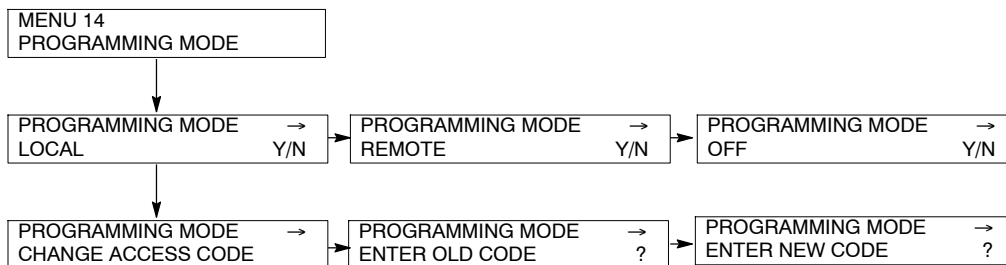 MENU 14
PROGRAMMING MODE
PROGRAMMING MODE →
LOCAL Y/N
PROGRAMMING MODE →
REMOTE Y/N
PROGRAMMING MODE →
OFF Y/N
PROGRAMMING MODE →
CHANGE ACCESS CODE
PROGRAMMING MODE →
ENTER OLD CODE ?
PROGRAMMING MODE →
ENTER NEW CODE ?